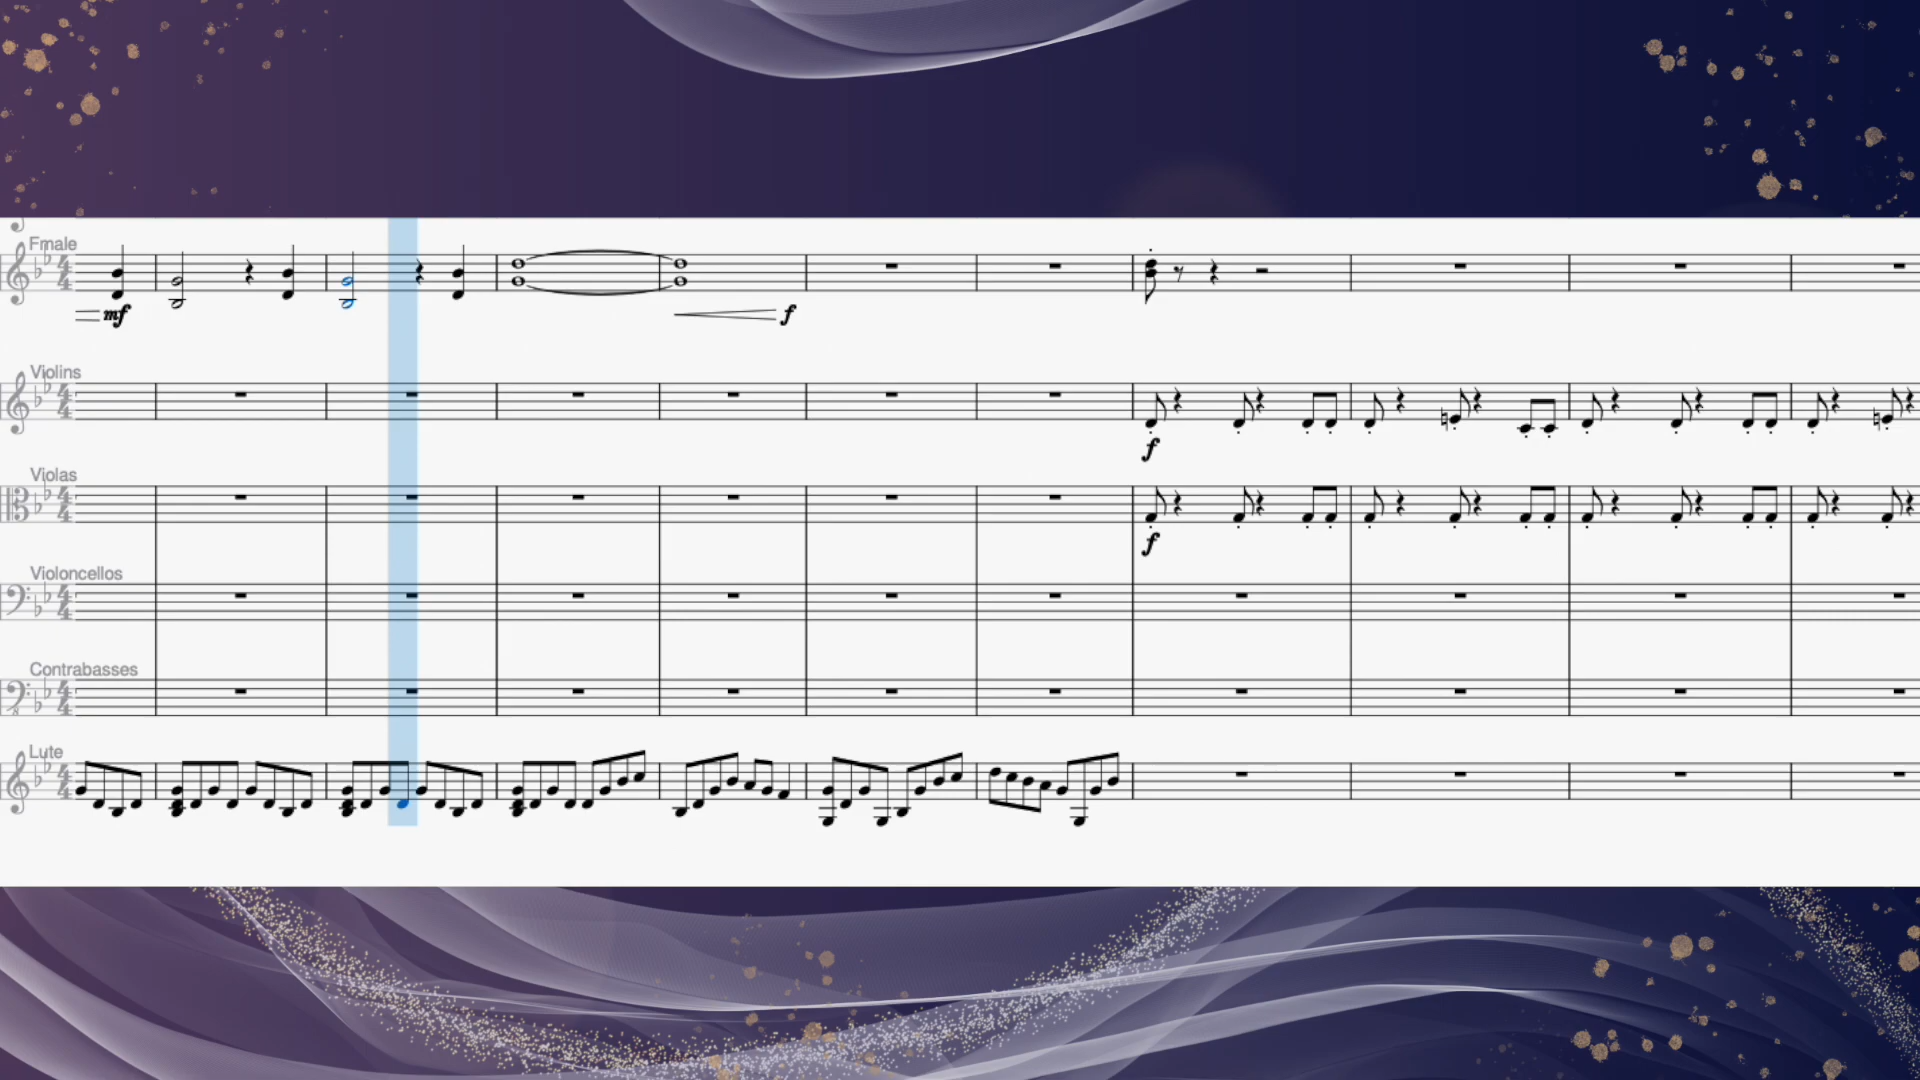 Fmale
mf
f
Violins
f
Violas
f
Violoncellos
Contrabasses
Lute